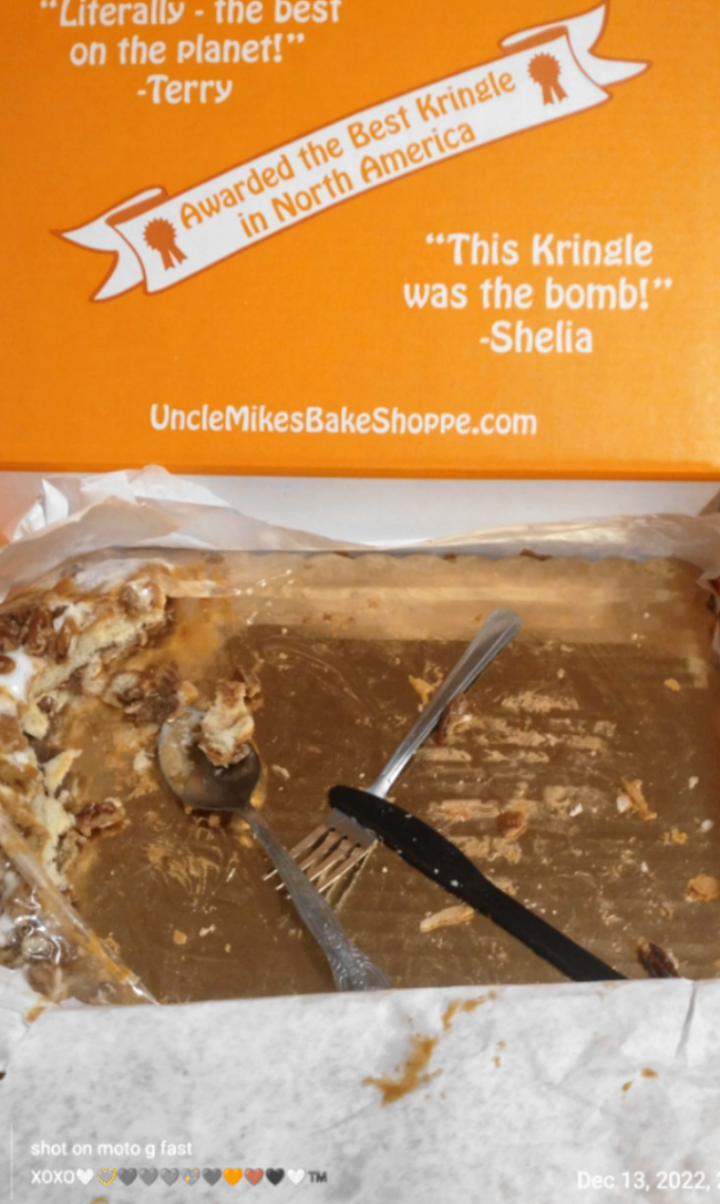 “Literally - the best
on the planet!”
-Terry
Awarded the Best Kringle
in North America
“This Kringle
was the bomb!”
-Shelia
UncleMikesBakeShoppe.com
shot on moto g fast
XOXO🤍💛🖤🩶🩶🩶🖤🧡❤️🖤🤍™
Dec 13, 2022,